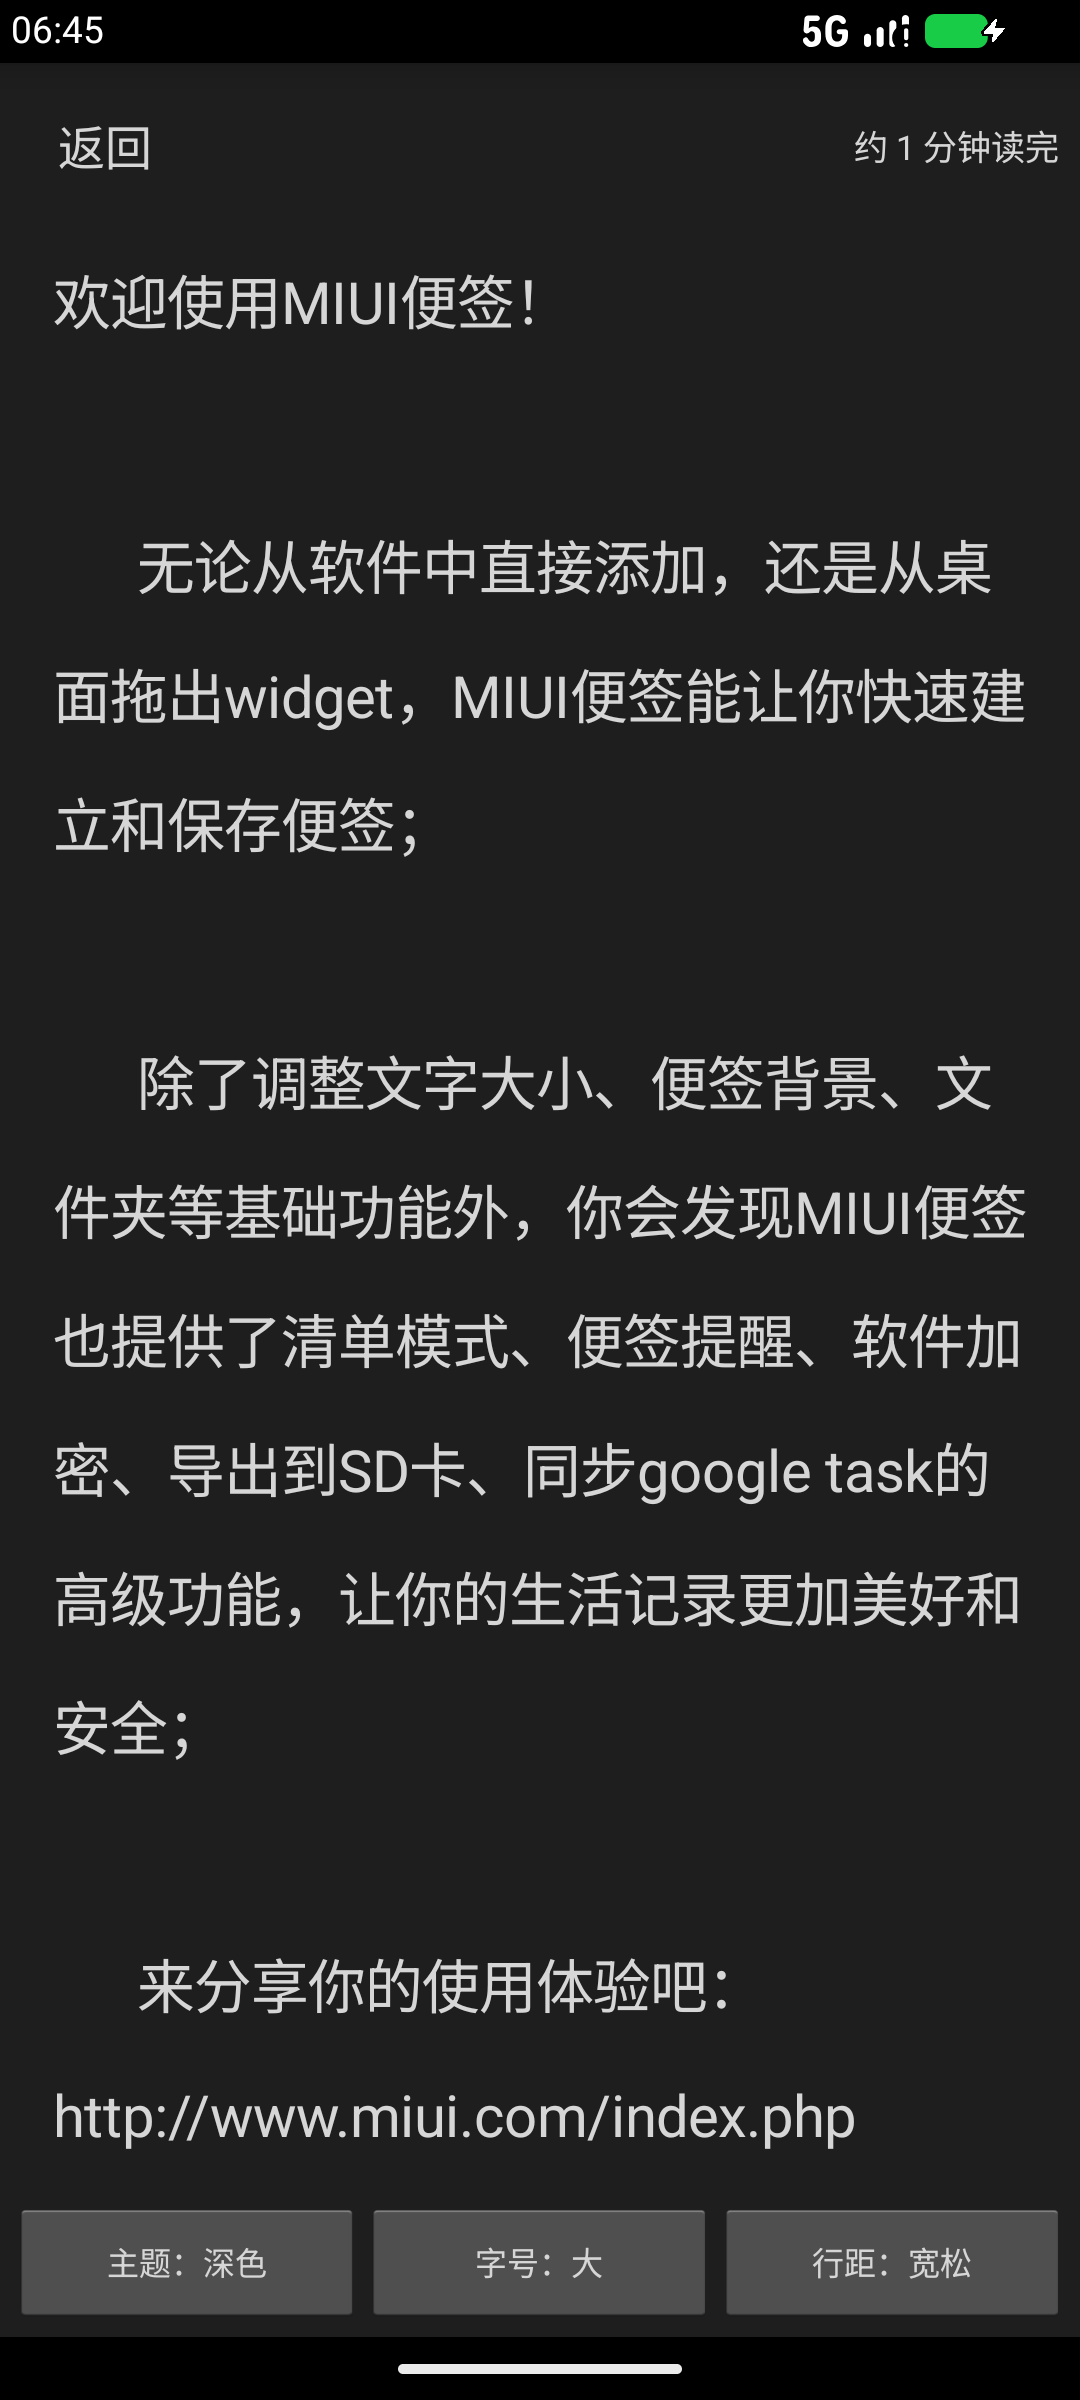 06:45
5G
返回
约 1 分钟读完
欢迎使用MIUI便签！
无论从软件中直接添加，还是从桌
面拖出widget，MIUI便签能让你快速建
立和保存便签；
除了调整文字大小、便签背景、文
件夹等基础功能外，你会发现MIUI便签
也提供了清单模式、便签提醒、软件加
密、导出到SD卡、同步google task的
高级功能，让你的生活记录更加美好和
安全；
来分享你的使用体验吧：
http://www.miui.com/index.php
主题：深色
字号：大
行距：宽松